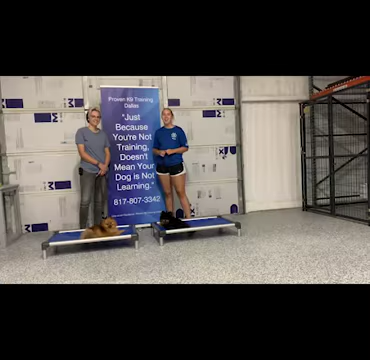 Proven K9 Training
Dallas
"Just
Because
You're Not
Training,
Doesn't
Mean Your
Dog is Not
Learning."
817-807-3342